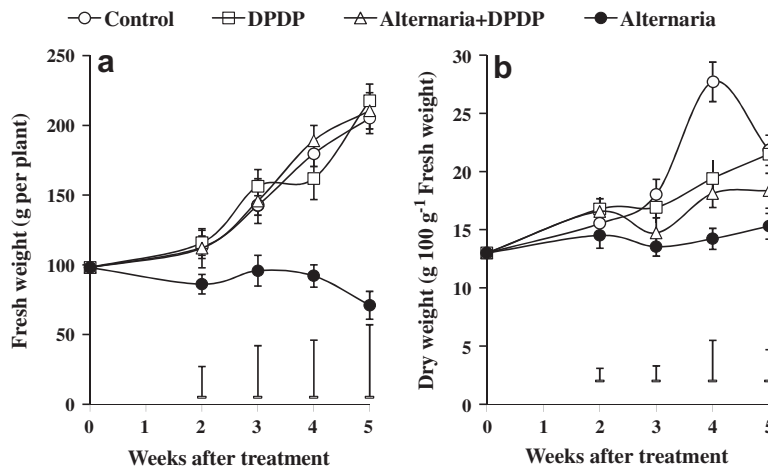 Control DPDP Alternaria+DPDP Alternaria
a
250
200
150
100
50
0
0 1 2 3 4 5
Fresh weight (g per plant)
Weeks after treatment
b
30
25
20
15
10
5
0
0 1 2 3 4 5
Dry weight (g 100 g⁻¹ Fresh weight)
Weeks after treatment